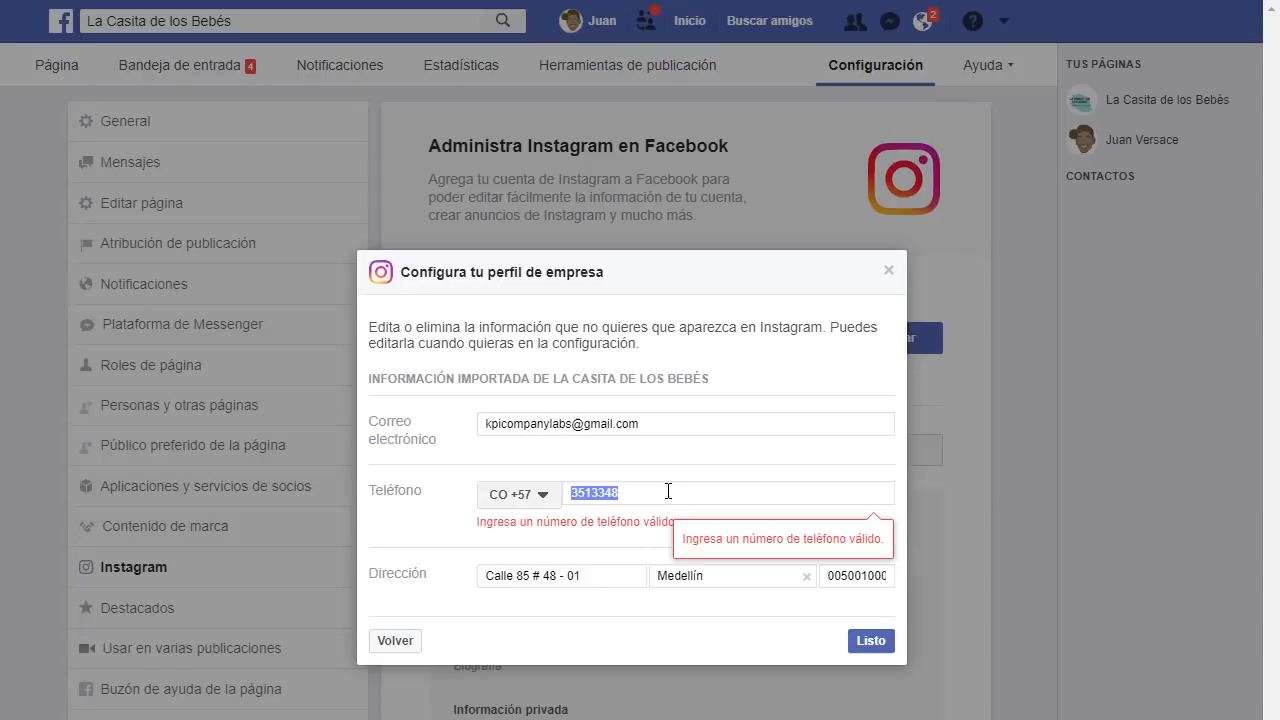 La Casita de los Bebés
Juan
Inicio
Buscar amigos
2
Página
Bandeja de entrada 4
Notificaciones
Estadísticas
Herramientas de publicación
Configuración
Ayuda
TUS PÁGINAS
La Casita de los Bebés
Juan Versace
CONTACTOS
General
Mensajes
Editar página
Atribución de publicación
Notificaciones
Plataforma de Messenger
Roles de página
Personas y otras páginas
Público preferido de la página
Aplicaciones y servicios de socios
Contenido de marca
Instagram
Destacados
Usar en varias publicaciones
Buzón de ayuda de la página
Administra Instagram en Facebook
Agrega tu cuenta de Instagram a Facebook para
poder editar fácilmente la información de tu cuenta,
crear anuncios de Instagram y mucho más.
ar
Configura tu perfil de empresa
Edita o elimina la información que no quieres que aparezca en Instagram. Puedes
editarla cuando quieras en la configuración.
INFORMACIÓN IMPORTADA DE LA CASITA DE LOS BEBÉS
Correo
electrónico
kpicompanylabs@gmail.com
Teléfono
CO +57
3513348
Ingresa un número de teléfono válido
Ingresa un número de teléfono válido.
Dirección
Calle 85 # 48 - 01
Medellín
005001000
Volver
Listo
Biografía
Información privada